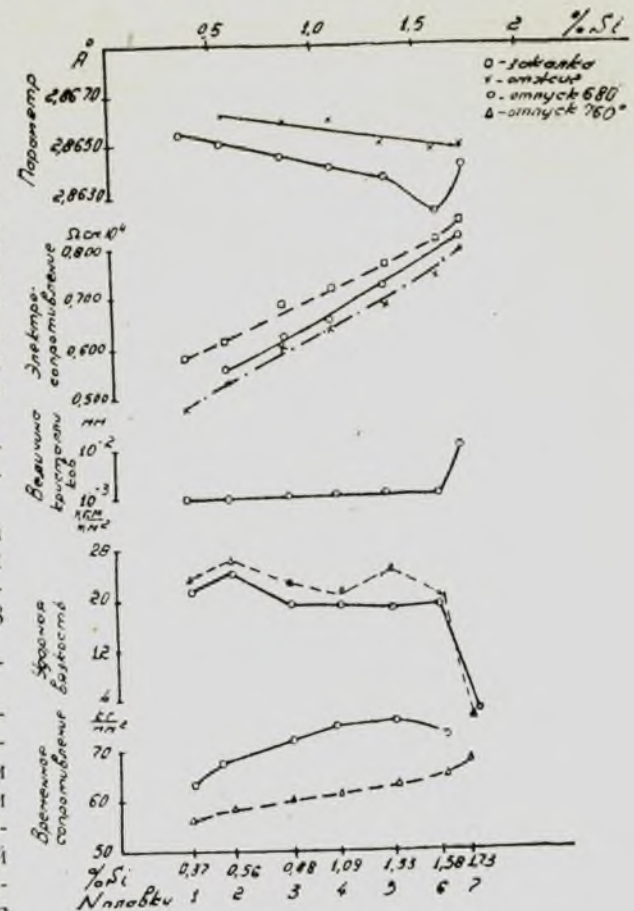 0,5 1,0 1,5 2 % Si
A°
□ - закалка
× - отжиг
○ - отпуск 680°
△ - отпуск 760°
Параметр
2,8670
2,8650
2,8630
Ωсм 10⁴
Электро-
сопротивление
0,800
0,700
0,600
0,500
мм
Величина
кристалли
ков
10⁻²
10⁻³
кгм
мм²
Ударная
вязкость
28
20
12
4
кг
мм²
Временное
сопротивление
70
60
50
% Si 0,37 0,56 0,88 1,09 1,33 1,58 1,73
N плавки 1 2 3 4 5 6 7